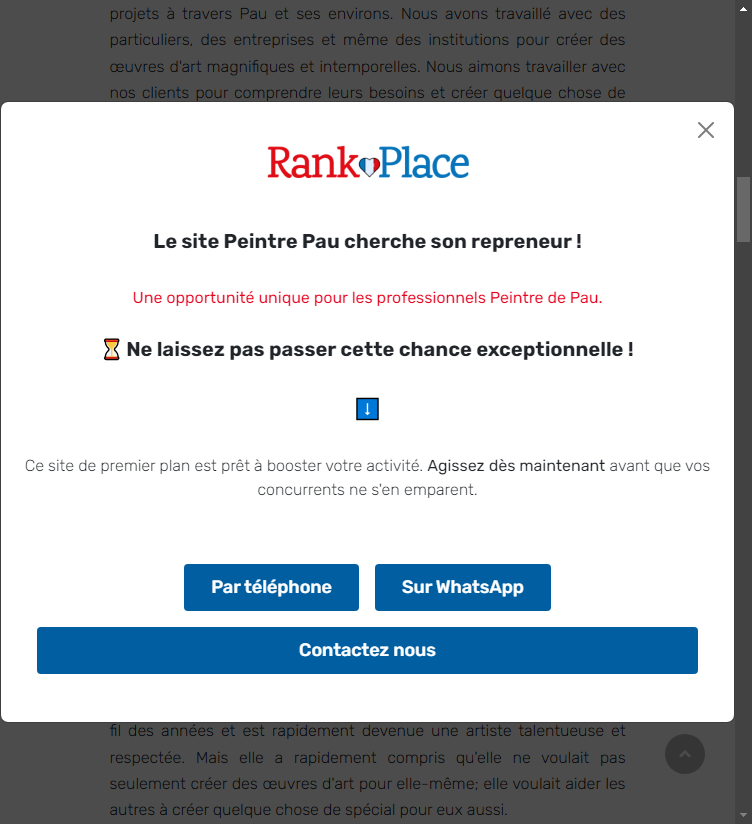 projets à travers Pau et ses environs. Nous avons travaillé avec des
particuliers, des entreprises et même des institutions pour créer des
œuvres d'art magnifiques et intemporelles. Nous aimons travailler avec
nos clients pour comprendre leurs besoins et créer quelque chose de
Rank Place
Le site Peintre Pau cherche son repreneur !
Une opportunité unique pour les professionnels Peintre de Pau.
⏳ Ne laissez pas passer cette chance exceptionnelle !
Ce site de premier plan est prêt à booster votre activité. Agissez dès maintenant avant que vos
concurrents ne s'en emparent.
Par téléphone
Sur WhatsApp
Contactez nous
fil des années et est rapidement devenue une artiste talentueuse et
respectée. Mais elle a rapidement compris qu'elle ne voulait pas
seulement créer des œuvres d'art pour elle-même; elle voulait aider les
autres à créer quelque chose de spécial pour eux aussi.